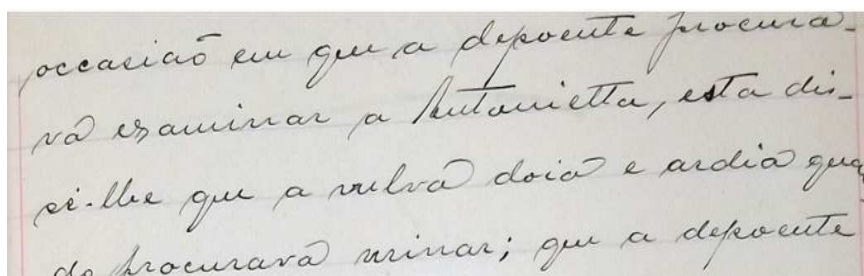 occasiaõ em que a depoente procura-
va examinar a Antonietta, esta dis-
se-lhe que a vulva doia e ardia quan
do procurava urinar; que a depoente